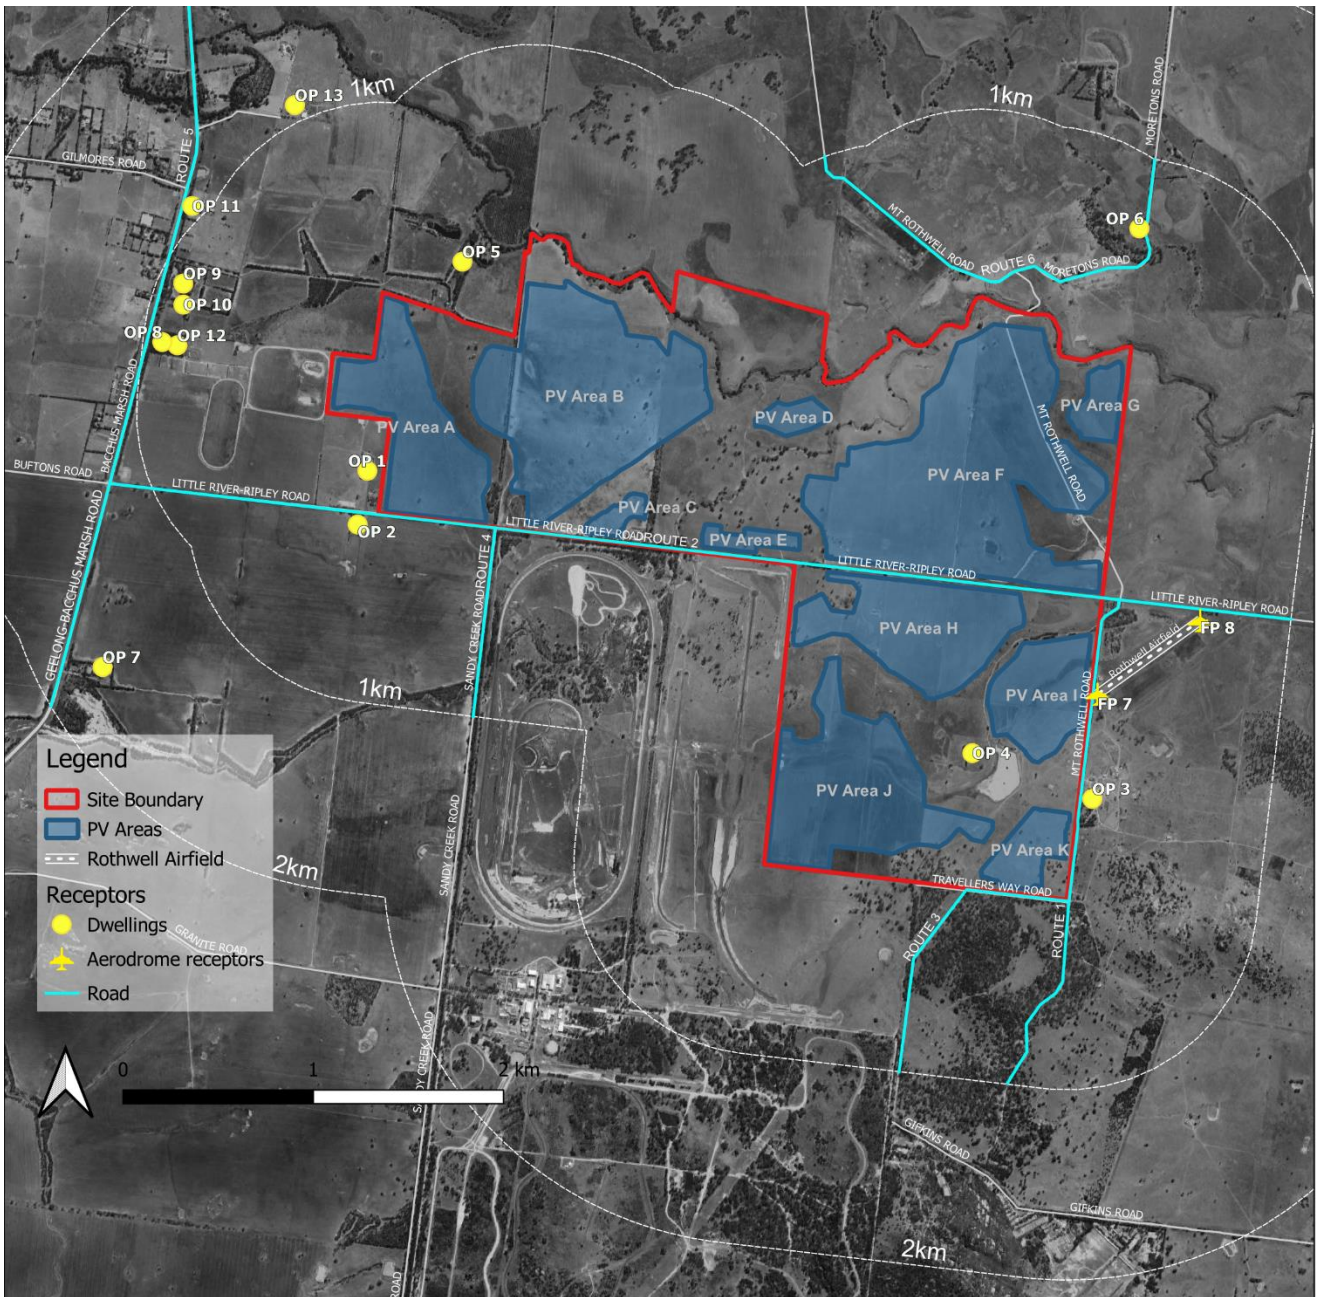 OP 13
1km
1km
MORETONS ROAD
ROUTE 5
GILMORES ROAD
OP 11
OP 6
OP 5
MT ROTHWELL ROAD
ROUTE 6
MORETONS ROAD
OP 9
OP 10
OP 8
OP 12
BACCHUS MARSH ROAD
PV Area A
PV Area B
PV Area D
PV Area G
MT ROTHWELL ROAD
PV Area F
BUFTONS ROAD
OP 1
LITTLE RIVER-RIPLEY ROAD
PV Area C
OP 2
LITTLE RIVER-RIPLEY ROAD
ROUTE 2
PV Area E
LITTLE RIVER-RIPLEY ROAD
LITTLE RIVER-RIPLEY ROAD
GEELONG-BACCHUS MARSH ROAD
SANDY CREEK ROAD
ROUTE 4
PV Area H
FP 8
Rothwell Airfield
OP 7
1km
PV Area I
FP 7
MT ROTHWELL ROAD
OP 4
OP 3
PV Area J
PV Area K
TRAVELLERS WAY ROAD
SANDY CREEK ROAD
2km
GRANITE ROAD
ROUTE 3
ROUTE 1
Legend
Site Boundary
PV Areas
Rothwell Airfield
Receptors
Dwellings
Aerodrome receptors
Road
0 1 2 km
SANDY CREEK ROAD
GIFKINS ROAD
GIFKINS ROAD
2km
ROAD